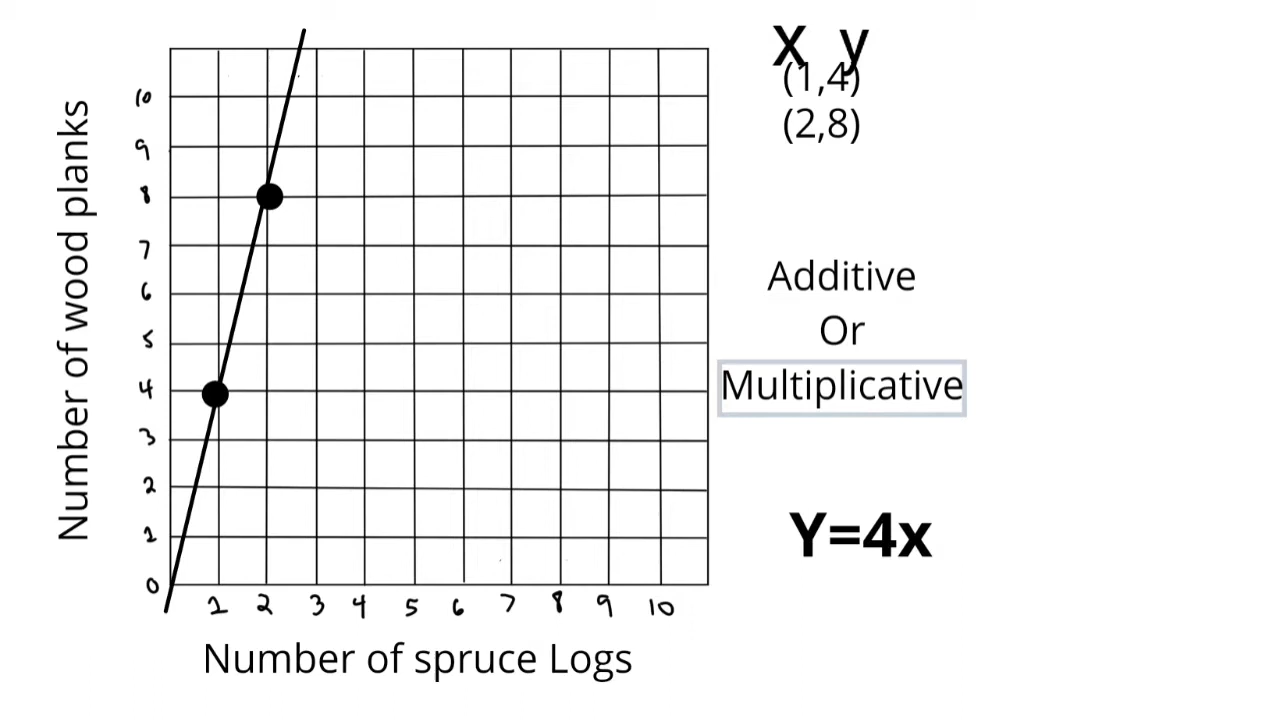 Number of wood planks
10
9
8
7
6
5
4
3
2
1
0
1 2 3 4 5 6 7 8 9 10
Number of spruce Logs
X y
(1,4)
(2,8)
Additive
Or
Multiplicative
Y=4x